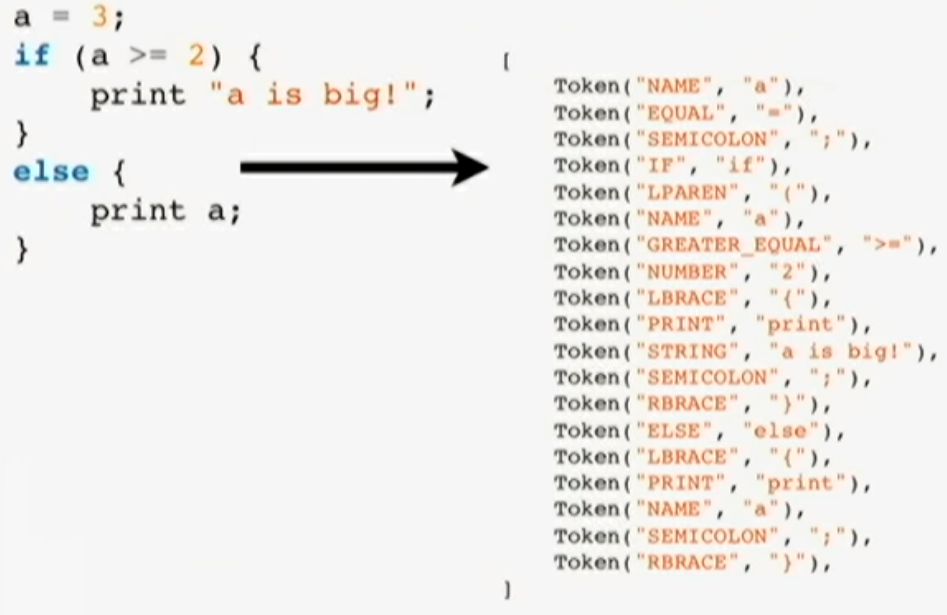 a = 3;
if (a >= 2) {
    print "a is big!";
}
else {
    print a;
}
[
    Token("NAME", "a"),
    Token("EQUAL", "="),
    Token("SEMICOLON", ";"),
    Token("IF", "if"),
    Token("LPAREN", "("),
    Token("NAME", "a"),
    Token("GREATER_EQUAL", ">="),
    Token("NUMBER", "2"),
    Token("LBRACE", "{"),
    Token("PRINT", "print"),
    Token("STRING", "a is big!"),
    Token("SEMICOLON", ";"),
    Token("RBRACE", "}"),
    Token("ELSE", "else"),
    Token("LBRACE", "{"),
    Token("PRINT", "print"),
    Token("NAME", "a"),
    Token("SEMICOLON", ";"),
    Token("RBRACE", "}"),
]